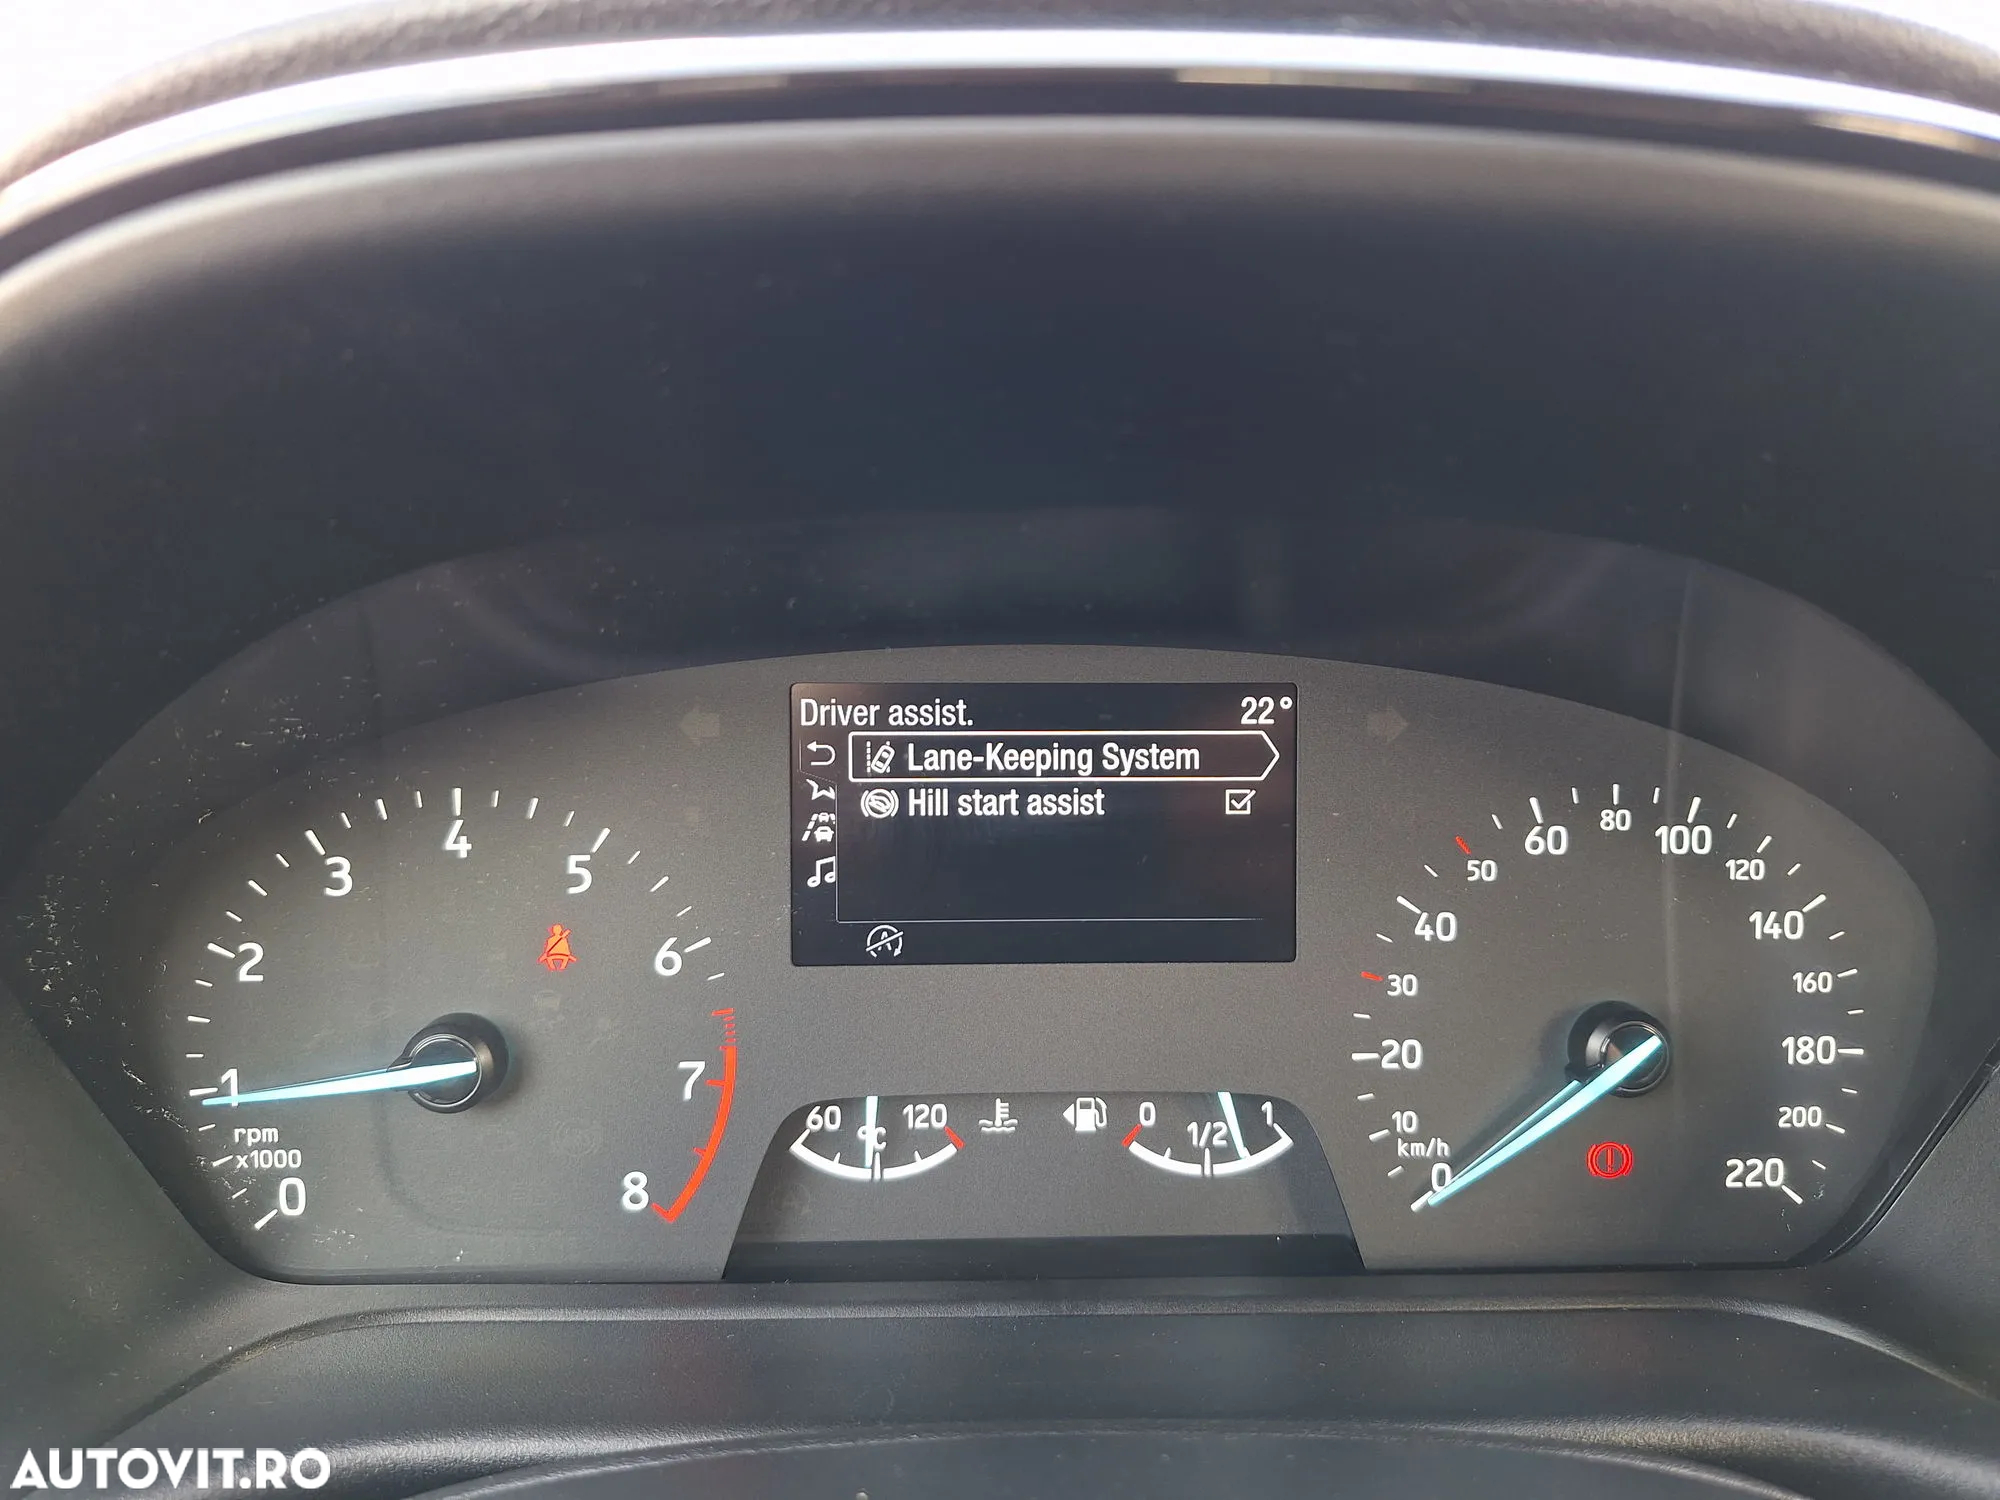 Driver assist. 22°
Lane-Keeping System
Hill start assist
A
0 1 2 3 4 5 6 7 8
rpm
x1000
60 °C 120
0 1/2 1
0 10 20 30 40 50 60 80 100 120 140 160 180 200 220
km/h
AUTOVIT.RO